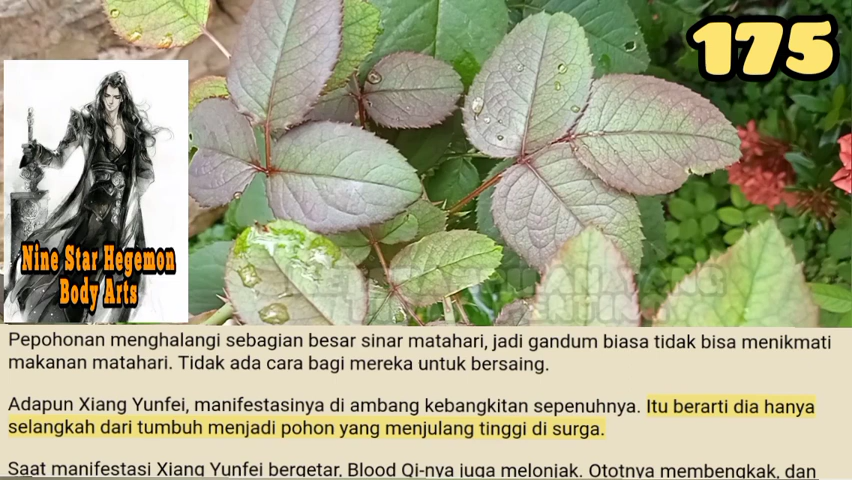 175
Nine Star Hegemon
Body Arts
Pepohonan menghalangi sebagian besar sinar matahari, jadi gandum biasa tidak bisa menikmati
makanan matahari. Tidak ada cara bagi mereka untuk bersaing.
Adapun Xiang Yunfei, manifestasinya di ambang kebangkitan sepenuhnya. Itu berarti dia hanya
selangkah dari tumbuh menjadi pohon yang menjulang tinggi di surga.
Saat manifestasi Xiang Yunfei bergetar, Blood Qi-nya juga melonjak. Ototnya membengkak, dan